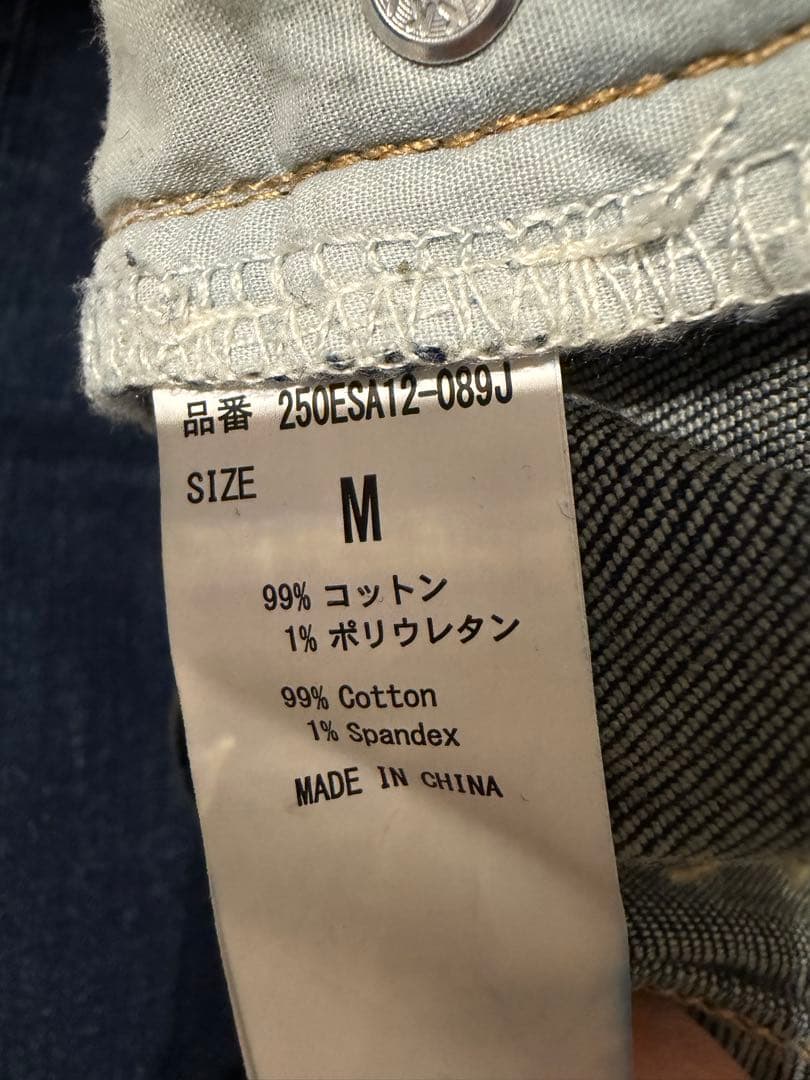 品番 250ESA12-089J
SIZE M
99% コットン
1% ポリウレタン
99% Cotton
1% Spandex
MADE IN CHINA